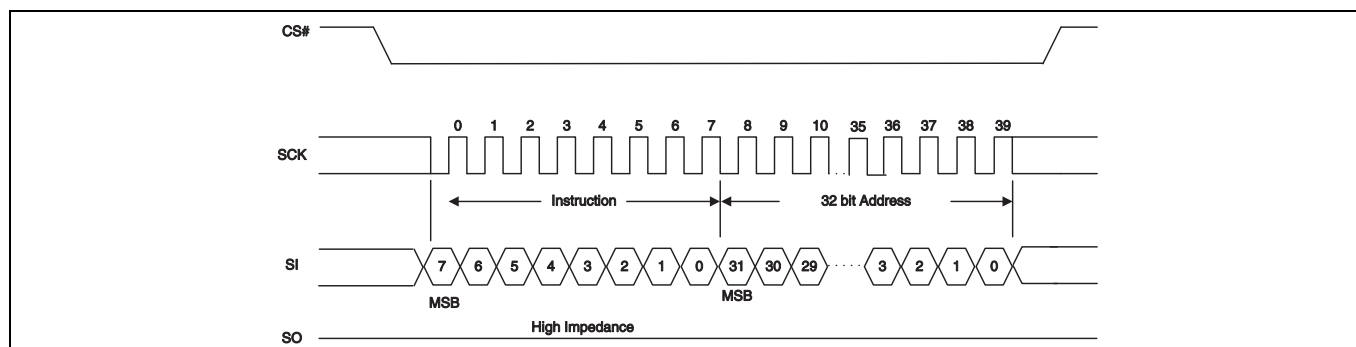 CS#
0 1 2 3 4 5 6 7 8 9 10 35 36 37 38 39
SCK
Instruction 32 bit Address
SI 7 6 5 4 3 2 1 0 31 30 29 3 2 1 0
MSB MSB
High Impedance
SO